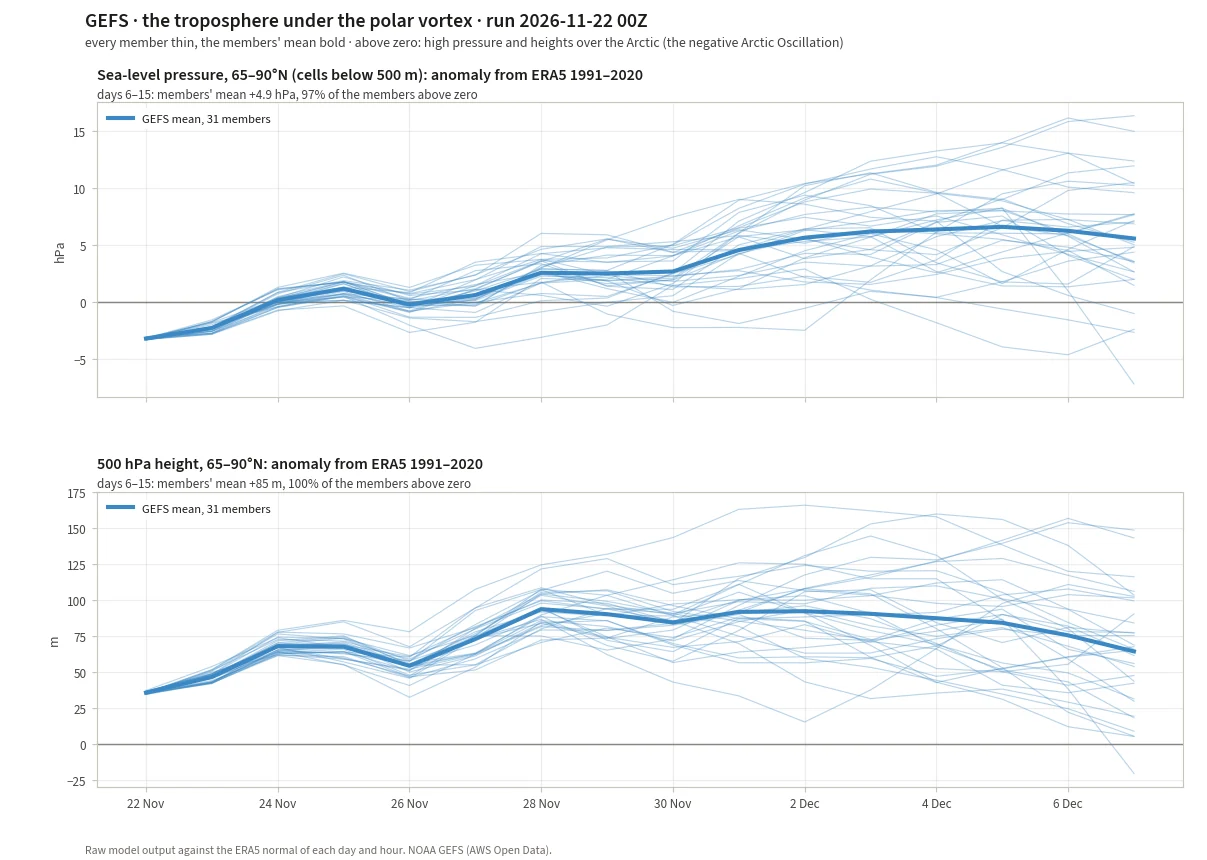 GEFS · the troposphere under the polar vortex · run 2026-11-22 00Z
every member thin, the members' mean bold · above zero: high pressure and heights over the Arctic (the negative Arctic Oscillation)
Sea-level pressure, 65–90°N (cells below 500 m): anomaly from ERA5 1991–2020
days 6–15: members' mean +4.9 hPa, 97% of the members above zero
GEFS mean, 31 members
15
10
5
0
−5
hPa
500 hPa height, 65–90°N: anomaly from ERA5 1991–2020
days 6–15: members' mean +85 m, 100% of the members above zero
GEFS mean, 31 members
175
150
125
100
75
50
25
0
−25
m
22 Nov 24 Nov 26 Nov 28 Nov 30 Nov 2 Dec 4 Dec 6 Dec
Raw model output against the ERA5 normal of each day and hour. NOAA GEFS (AWS Open Data).